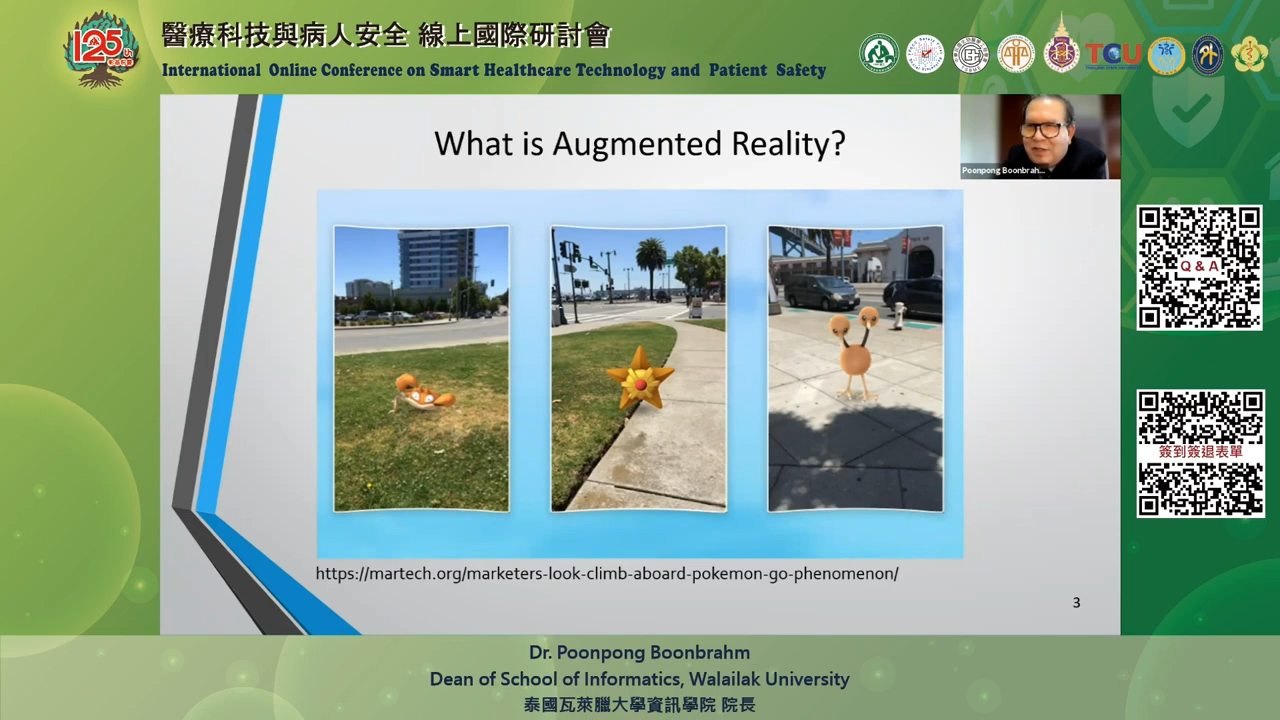 125th
醫療科技與病人安全 線上國際研討會
International Online Conference on Smart Healthcare Technology and Patient Safety
TCU
What is Augmented Reality?
Poonpong Boonbrah...
Q & A
簽到簽退表單
https://martech.org/marketers-look-climb-aboard-pokemon-go-phenomenon/
3
Dr. Poonpong Boonbrahm
Dean of School of Informatics, Walailak University
泰國瓦萊臘大學資訊學院 院長